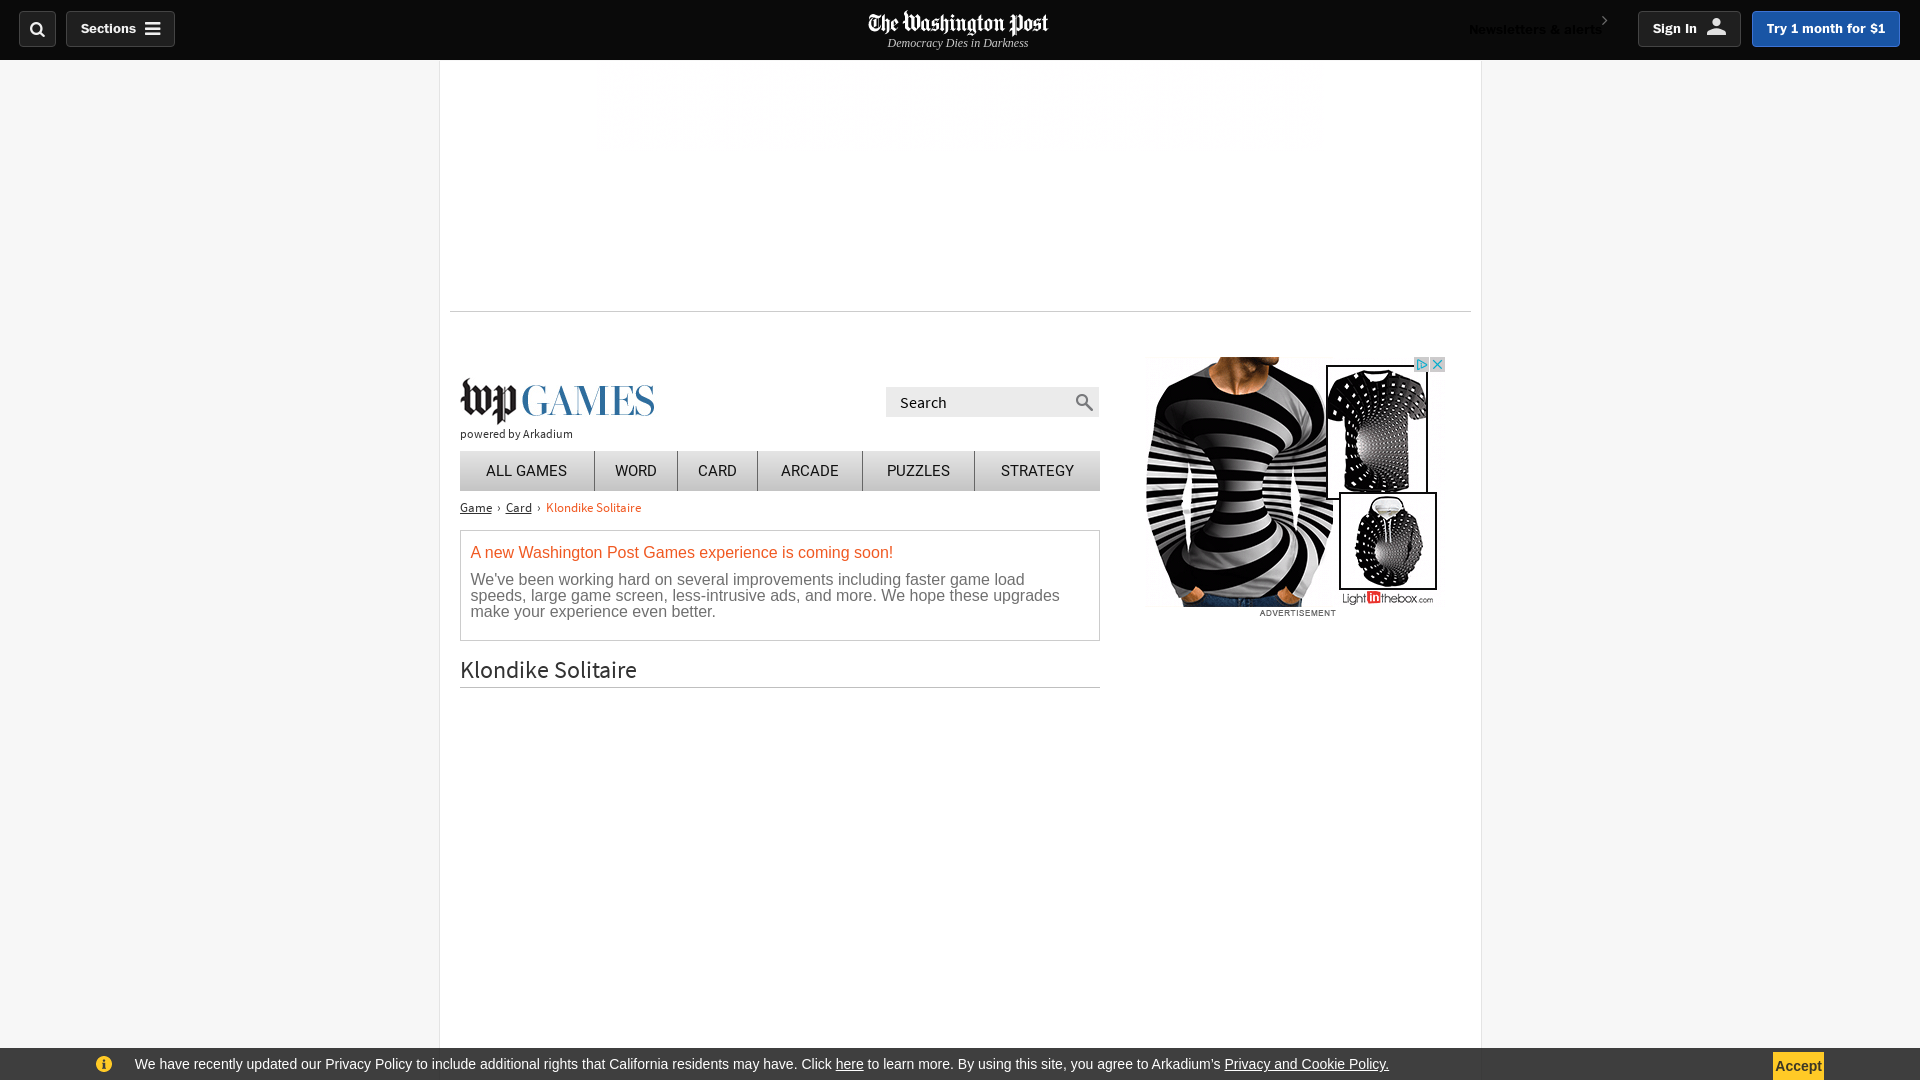 Sections
The Washington Post
Democracy Dies in Darkness
Newsletters & alerts
Sign In
Try 1 month for $1
wp GAMES
powered by Arkadium
Search
ALL GAMES
WORD
CARD
ARCADE
PUZZLES
STRATEGY
Game › Card › Klondike Solitaire
A new Washington Post Games experience is coming soon!
We've been working hard on several improvements including faster game load
speeds, large game screen, less-intrusive ads, and more. We hope these upgrades
make your experience even better.
Klondike Solitaire
Light in thebox.com
ADVERTISEMENT
We have recently updated our Privacy Policy to include additional rights that California residents may have. Click here to learn more. By using this site, you agree to Arkadium’s Privacy and Cookie Policy.
Accept